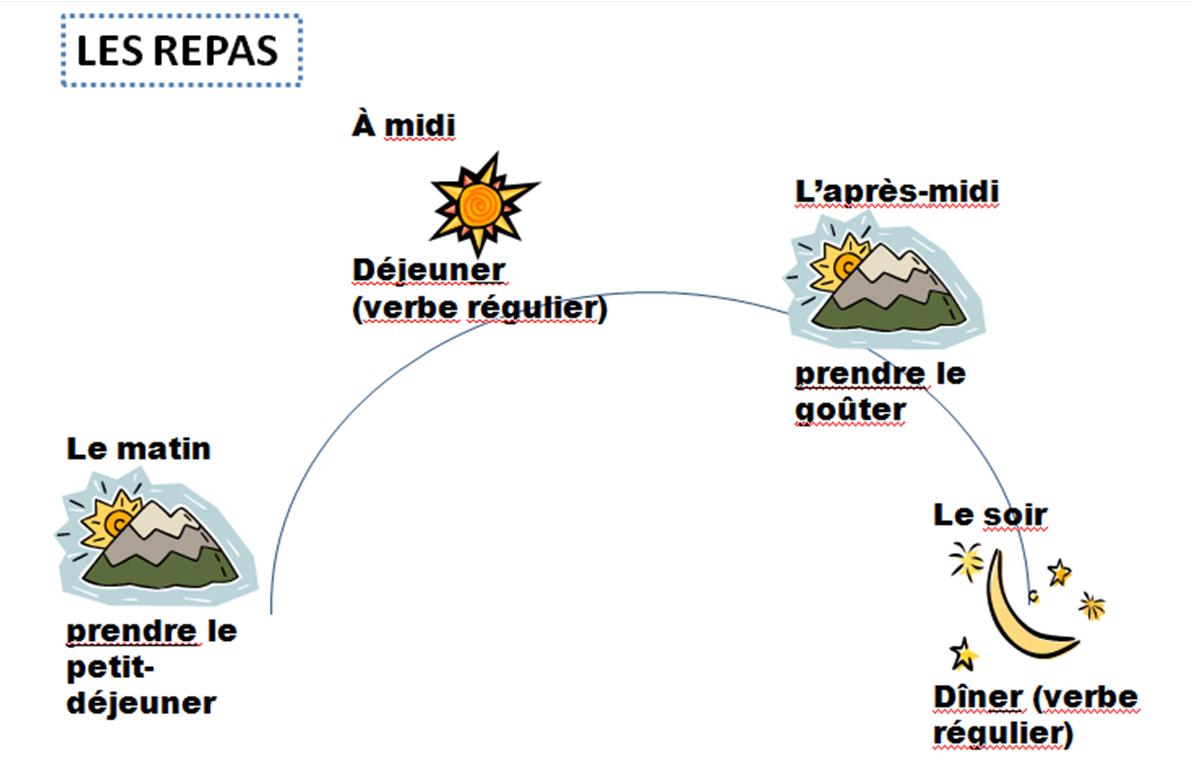 LES REPAS
À midi
Déjeuner
(verbe régulier)
L’après-midi
prendre le
goûter
Le matin
prendre le
petit-
déjeuner
Le soir
Dîner (verbe
régulier)